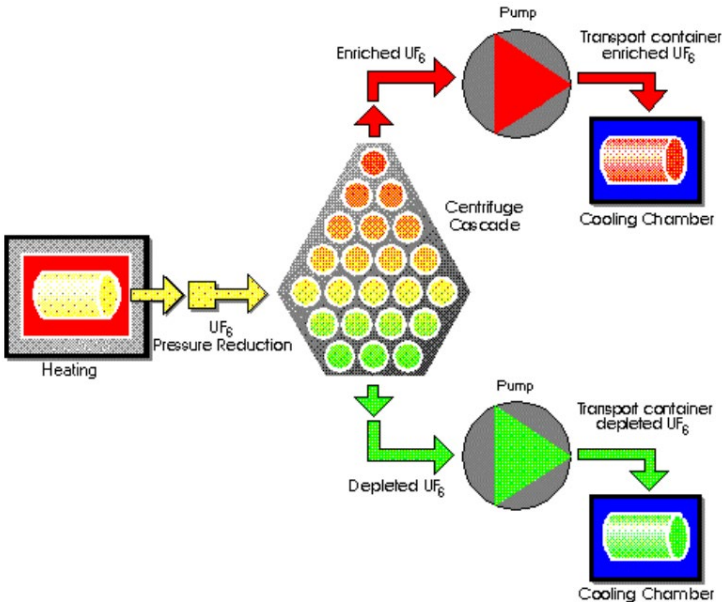 Pump
Enriched UF6
Transport container
enriched UF6
Centrifuge
Cascade
Cooling Chamber
UF6
Pressure Reduction
Heating
Pump
Transport container
depleted UF6
Depleted UF6
Cooling Chamber